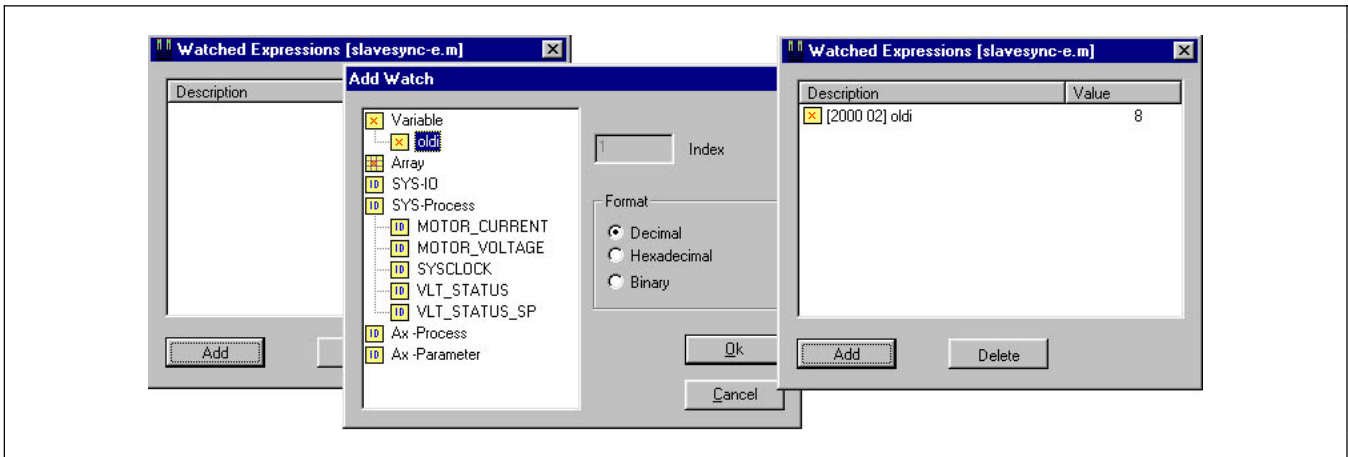 Watched Expressions [slavesync-e.m]
Description
Add
Add Watch
Variable
oldi
Array
SYS-IO
SYS-Process
MOTOR_CURRENT
MOTOR_VOLTAGE
SYSCLOCK
VLT_STATUS
VLT_STATUS_SP
Ax -Process
Ax -Parameter
1 Index
Format
Decimal
Hexadecimal
Binary
Ok
Cancel
Watched Expressions [slavesync-e.m]
Description Value
[2000 02] oldi 8
Add Delete